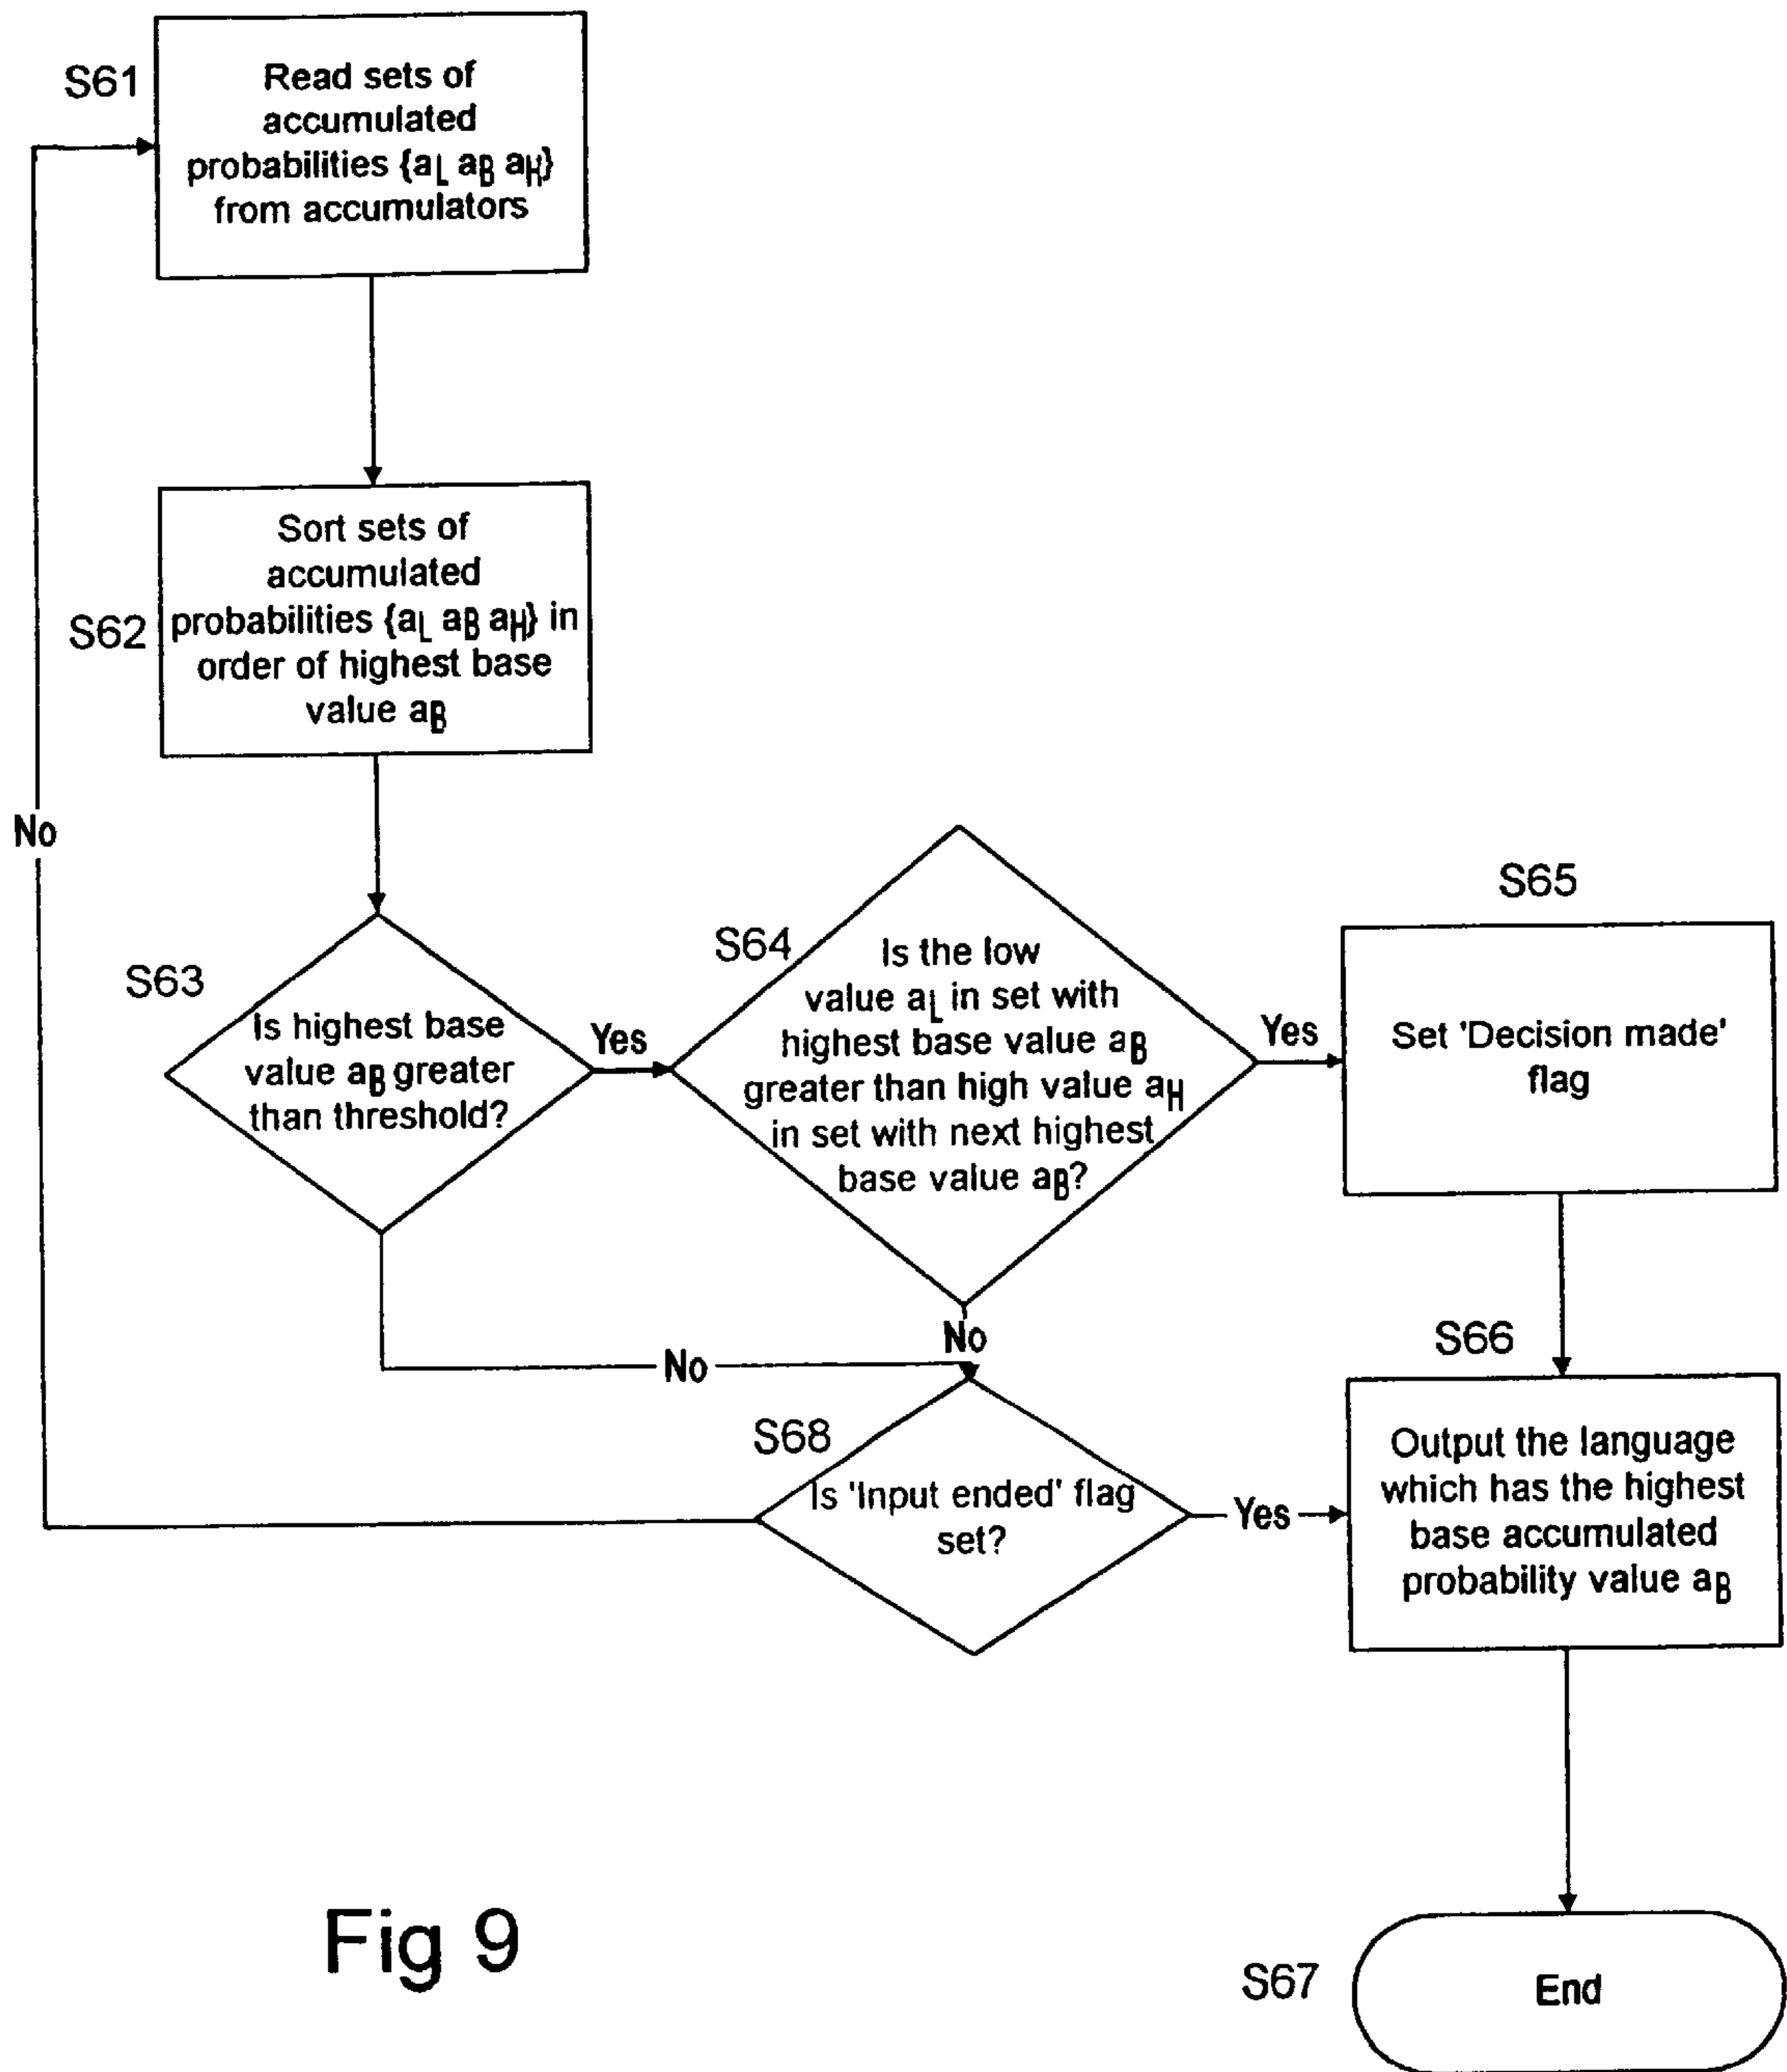 S61
Read sets of
accumulated
probabilities {aL aB aH}
from accumulators
S62
Sort sets of
accumulated
probabilities {aL aB aH} in
order of highest base
value aB
No
S63
Is highest base
value aB greater
than threshold?
Yes
S64
Is the low
value aL in set with
highest base value aB
greater than high value aH
in set with next highest
base value aB?
Yes
S65
Set 'Decision made'
flag
No
No
S66
Output the language
which has the highest
base accumulated
probability value aB
S68
Is 'Input ended' flag
set?
Yes
Fig 9
S67
End